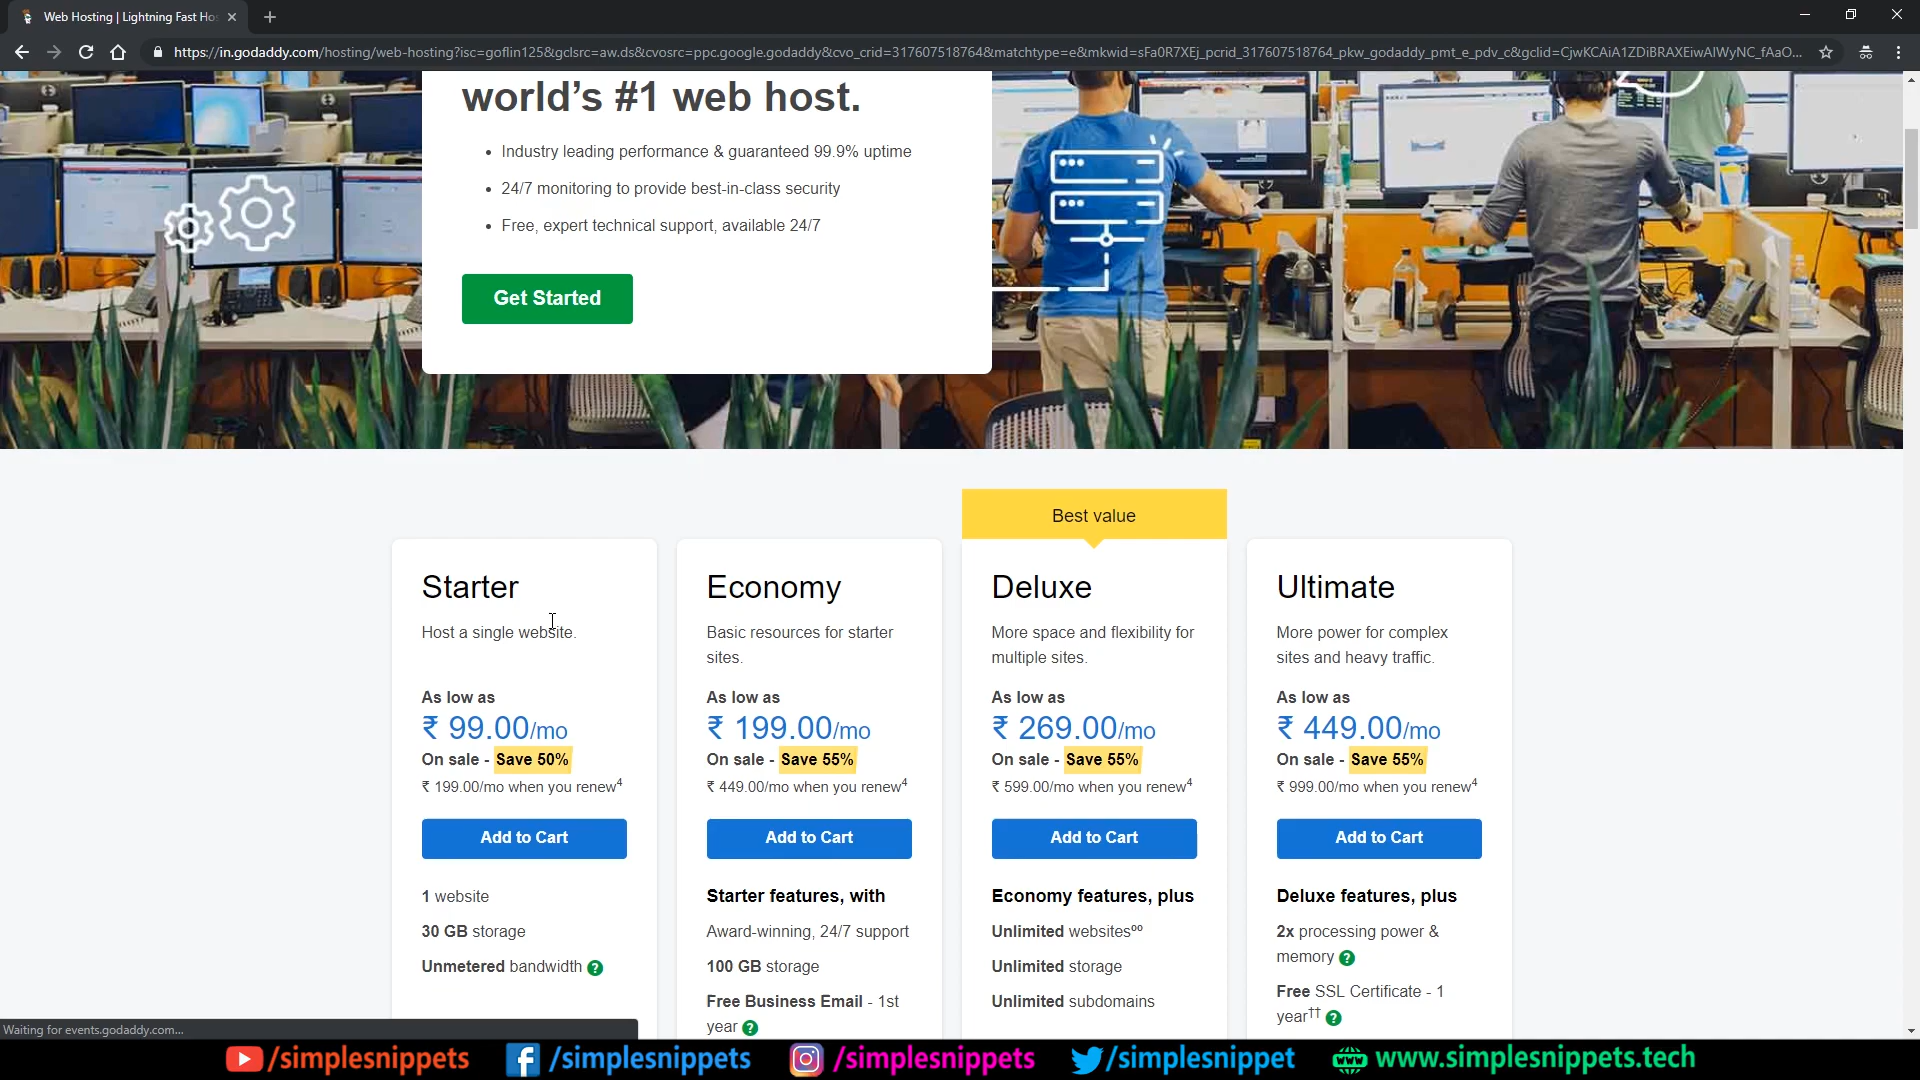 Web Hosting | Lightning Fast Hos
https://in.godaddy.com/hosting/web-hosting?isc=goflin125&gclsrc=aw.ds&cvosrc=ppc.google.godaddy&cvo_crid=317607518764&matchtype=e&mkwid=sFa0R7XEj_pcrid_317607518764_pkw_godaddy_pmt_e_pdv_c&gclid=CjwKCAiA1ZDiBRAXEiwAIWyNC_fAaO...
world's #1 web host.
• Industry leading performance & guaranteed 99.9% uptime
• 24/7 monitoring to provide best-in-class security
• Free, expert technical support, available 24/7
Get Started
Best value
Starter
Host a single website.
As low as
₹ 99.00/mo
On sale - Save 50%
₹ 199.00/mo when you renew4
Add to Cart
1 website
30 GB storage
Unmetered bandwidth ?
Economy
Basic resources for starter
sites.
As low as
₹ 199.00/mo
On sale - Save 55%
₹ 449.00/mo when you renew4
Add to Cart
Starter features, with
Award-winning, 24/7 support
100 GB storage
Free Business Email - 1st
year ?
Deluxe
More space and flexibility for
multiple sites.
As low as
₹ 269.00/mo
On sale - Save 55%
₹ 599.00/mo when you renew4
Add to Cart
Economy features, plus
Unlimited websites∞
Unlimited storage
Unlimited subdomains
Ultimate
More power for complex
sites and heavy traffic.
As low as
₹ 449.00/mo
On sale - Save 55%
₹ 999.00/mo when you renew4
Add to Cart
Deluxe features, plus
2x processing power &
memory ?
Free SSL Certificate - 1
year†† ?
Waiting for events.godaddy.com...
/simplesnippets
/simplesnippets
/simplesnippets
/simplesnippet
www.simplesnippets.tech